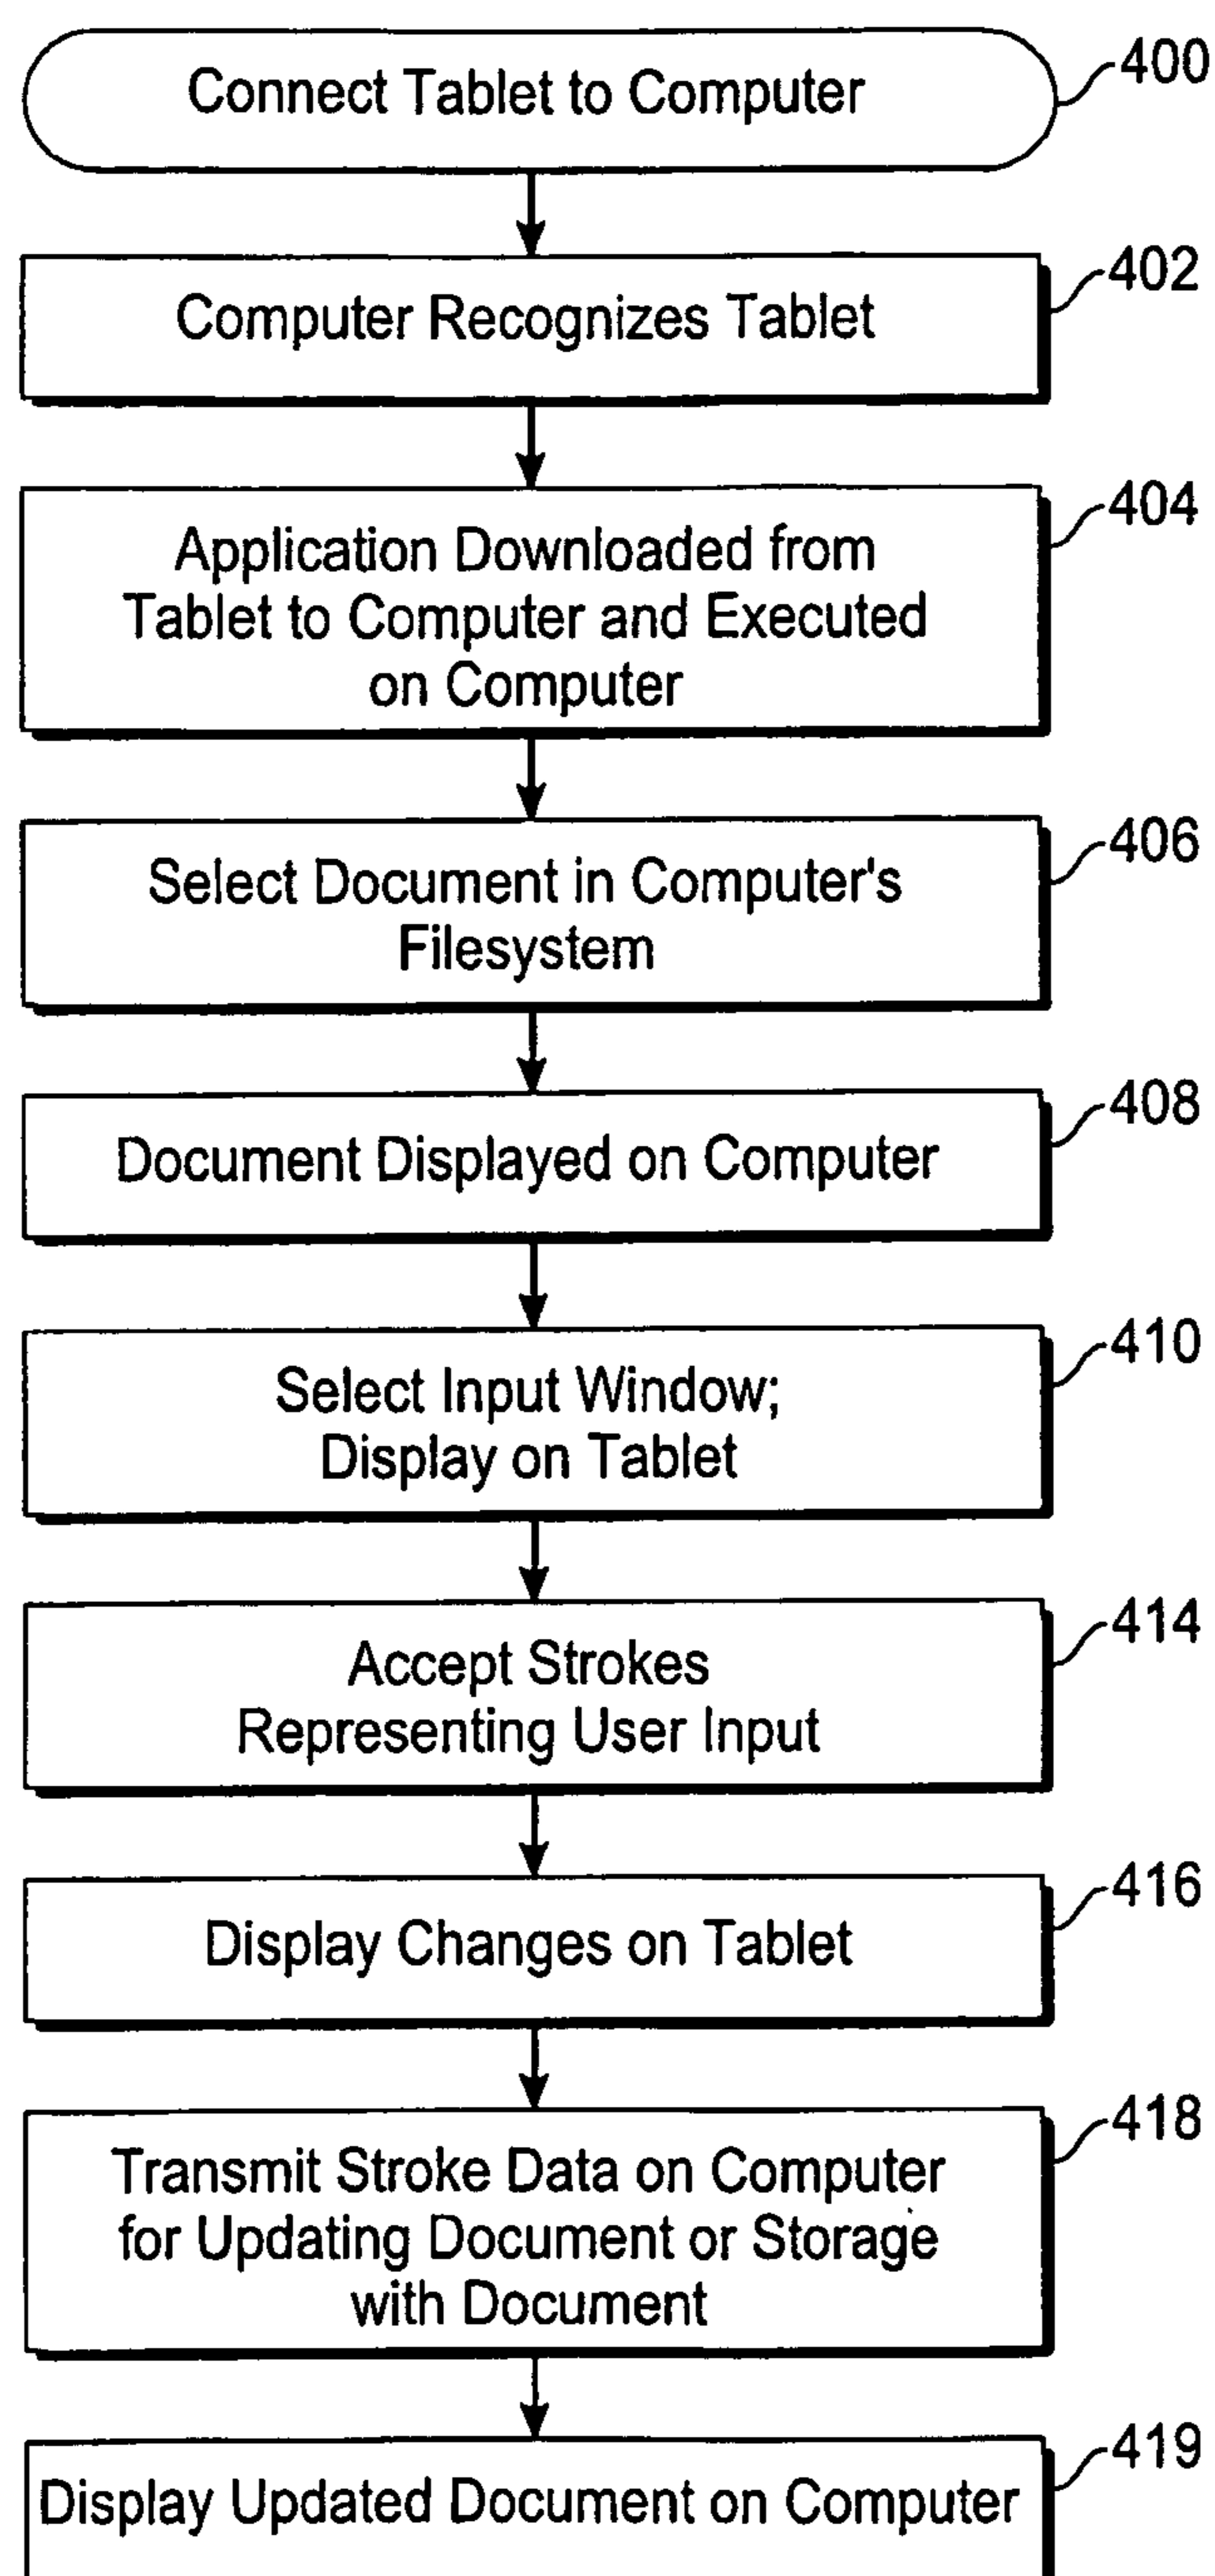 Connect Tablet to Computer
400
Computer Recognizes Tablet
402
Application Downloaded from
Tablet to Computer and Executed
on Computer
404
Select Document in Computer's
Filesystem
406
Document Displayed on Computer
408
Select Input Window;
Display on Tablet
410
Accept Strokes
Representing User Input
414
Display Changes on Tablet
416
Transmit Stroke Data on Computer
for Updating Document or Storage
with Document
418
Display Updated Document on Computer
419